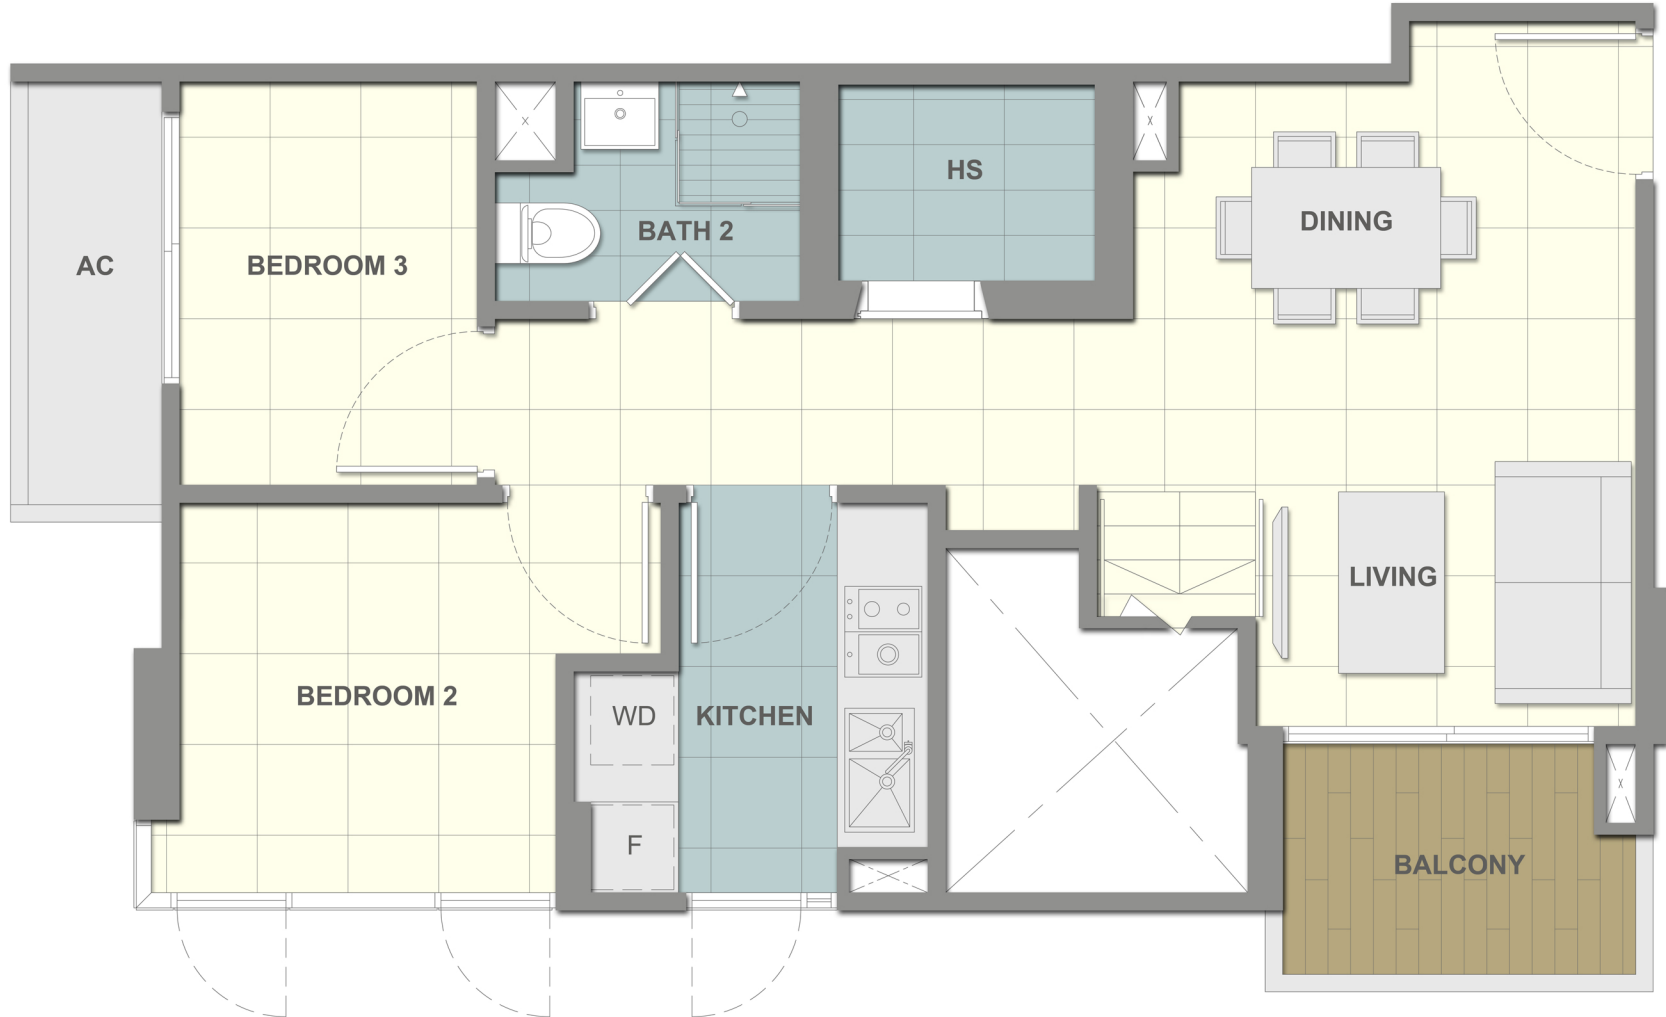 HS
DINING
BATH 2
AC
BEDROOM 3
LIVING
BEDROOM 2
WD
KITCHEN
F
BALCONY